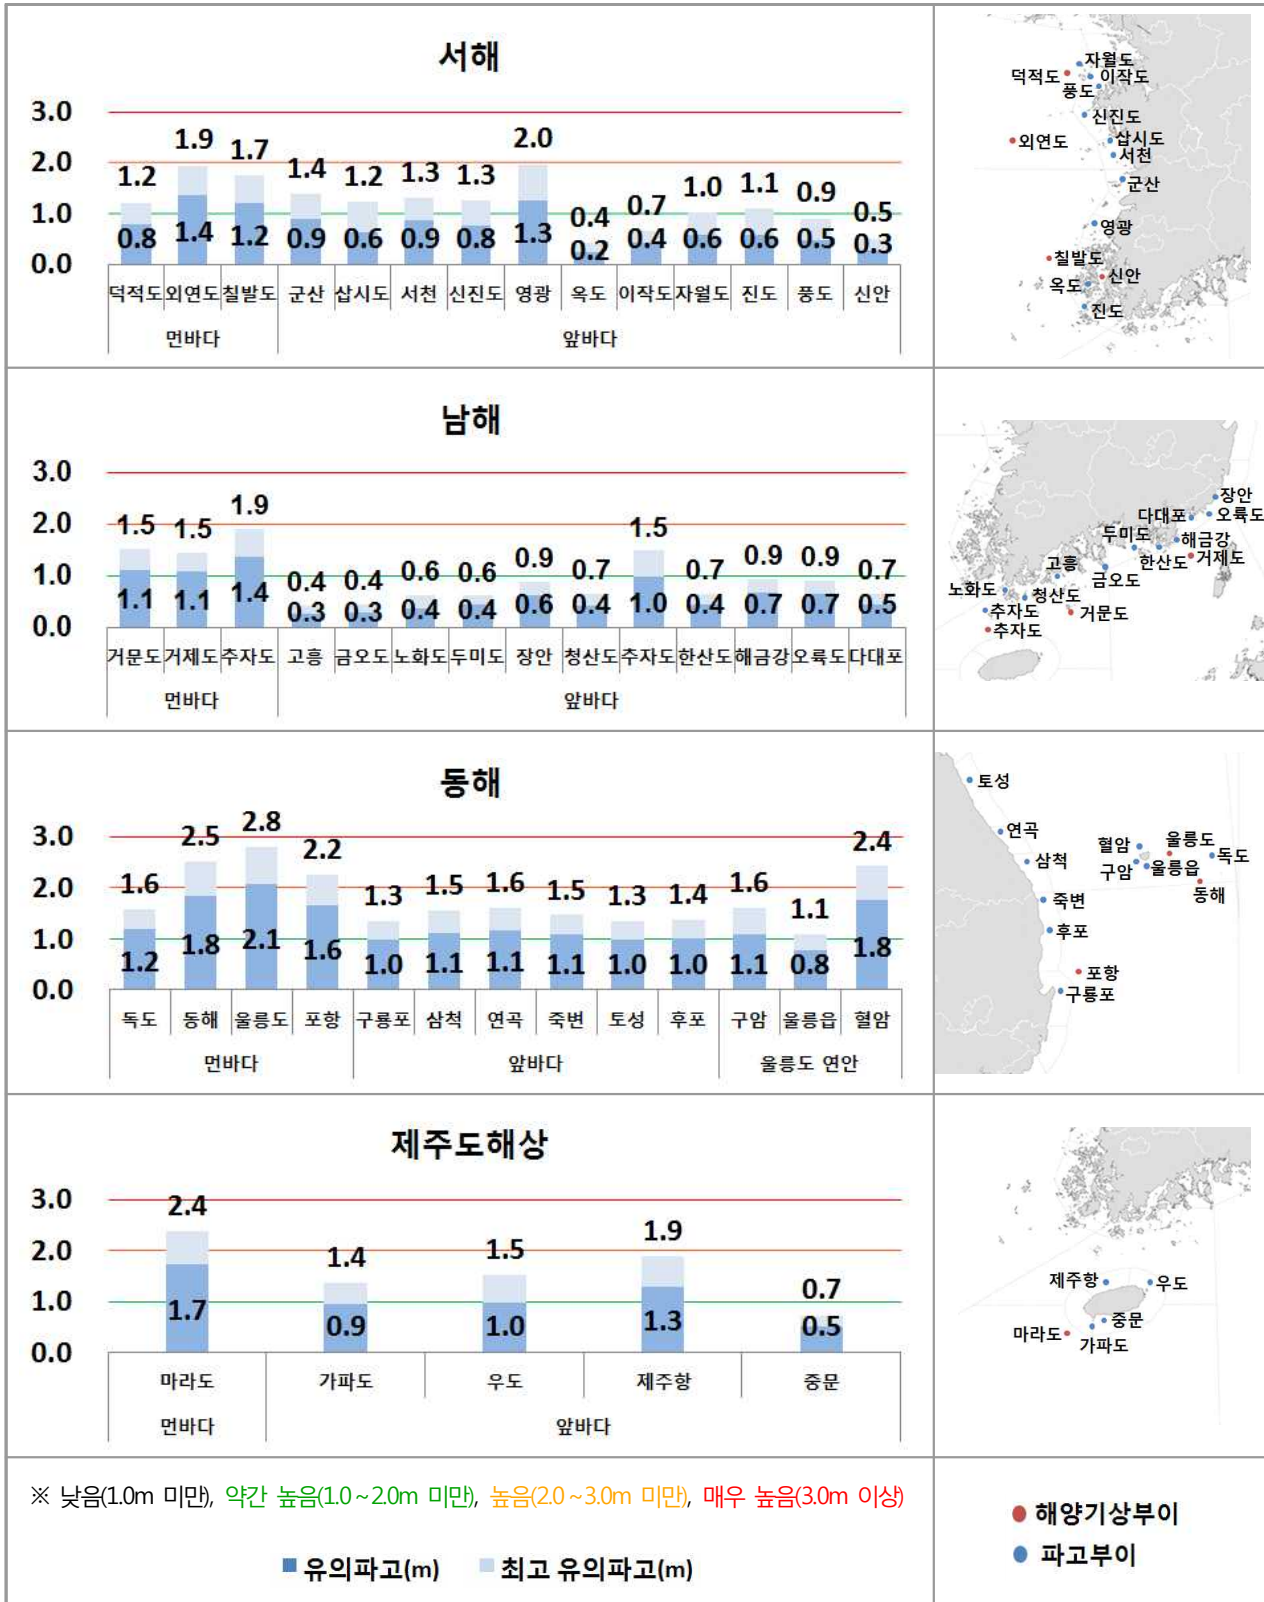 서해
3.0
2.0
1.0
0.0
1.2 1.9 1.7 1.4 1.2 1.3 1.3 2.0 0.4 0.7 1.0 1.1 0.9 0.5
0.8 1.4 1.2 0.9 0.6 0.9 0.8 1.3 0.2 0.4 0.6 0.6 0.5 0.3
덕적도 외연도 칠발도 군산 삽시도 서천 신진도 영광 옥도 이작도 자월도 진도 풍도 신안
먼바다 앞바다
자월도
덕적도 이작도
풍도
신진도
외연도 삽시도
서천
군산
영광
칠발도
신안
옥도
진도
남해
3.0
2.0
1.0
0.0
1.5 1.5 1.9 0.4 0.4 0.6 0.6 0.9 0.7 1.5 0.7 0.9 0.9 0.7
1.1 1.1 1.4 0.3 0.3 0.4 0.4 0.6 0.4 1.0 0.4 0.7 0.7 0.5
거문도 거제도 추자도 고흥 금오도 노화도 두미도 장안 청산도 추자도 한산도 해금강 오륙도 다대포
먼바다 앞바다
장안
다대포 오륙도
두미도 해금강
한산도 거제도
고흥 금오도
노화도 청산도
추자도 거문도
추자도
동해
3.0
2.0
1.0
0.0
1.6 2.5 2.8 2.2 1.3 1.5 1.6 1.5 1.3 1.4 1.6 1.1 2.4
1.2 1.8 2.1 1.6 1.0 1.1 1.1 1.1 1.0 1.0 1.1 0.8 1.8
독도 동해 울릉도 포항 구룡포 삼척 연곡 죽변 토성 후포 구암 울릉읍 혈암
먼바다 앞바다 울릉도 연안
토성
연곡
혈암 울릉도
삼척 독도
구암 울릉읍
동해
죽변
후포
포항
구룡포
제주도해상
3.0
2.0
1.0
0.0
2.4 1.4 1.5 1.9 0.7
1.7 0.9 1.0 1.3 0.5
마라도 가파도 우도 제주항 중문
먼바다 앞바다
제주항 우도
중문
마라도
가파도
※ 낮음(1.0m 미만), 약간 높음(1.0~2.0m 미만), 높음(2.0~3.0m 미만), 매우 높음(3.0m 이상)
유의파고(m) 최고 유의파고(m)
해양기상부이
파고부이